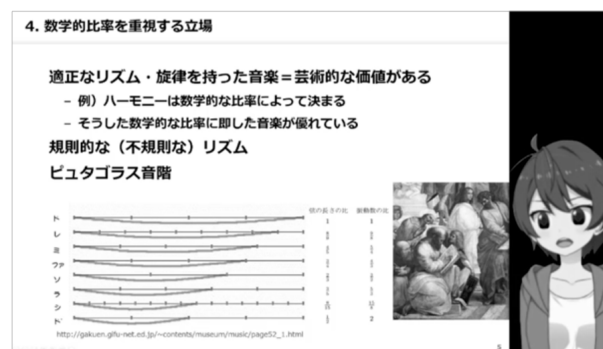 4. 数学的比率を重視する立場
適正なリズム・旋律を持った音楽＝芸術的な価値がある
– 例）ハーモニーは数学的な比率によって決まる
– そうした数学的な比率に即した音楽が優れている
規則的な（不規則な）リズム
ピュタゴラス音階
弦の長さの比 振動数の比
ド 1 1
レ
ミ
ファ
ソ
ラ
シ
ド 2
http://gakuen.gifu-net.ed.jp/~contents/museum/music/page52_1.html
5